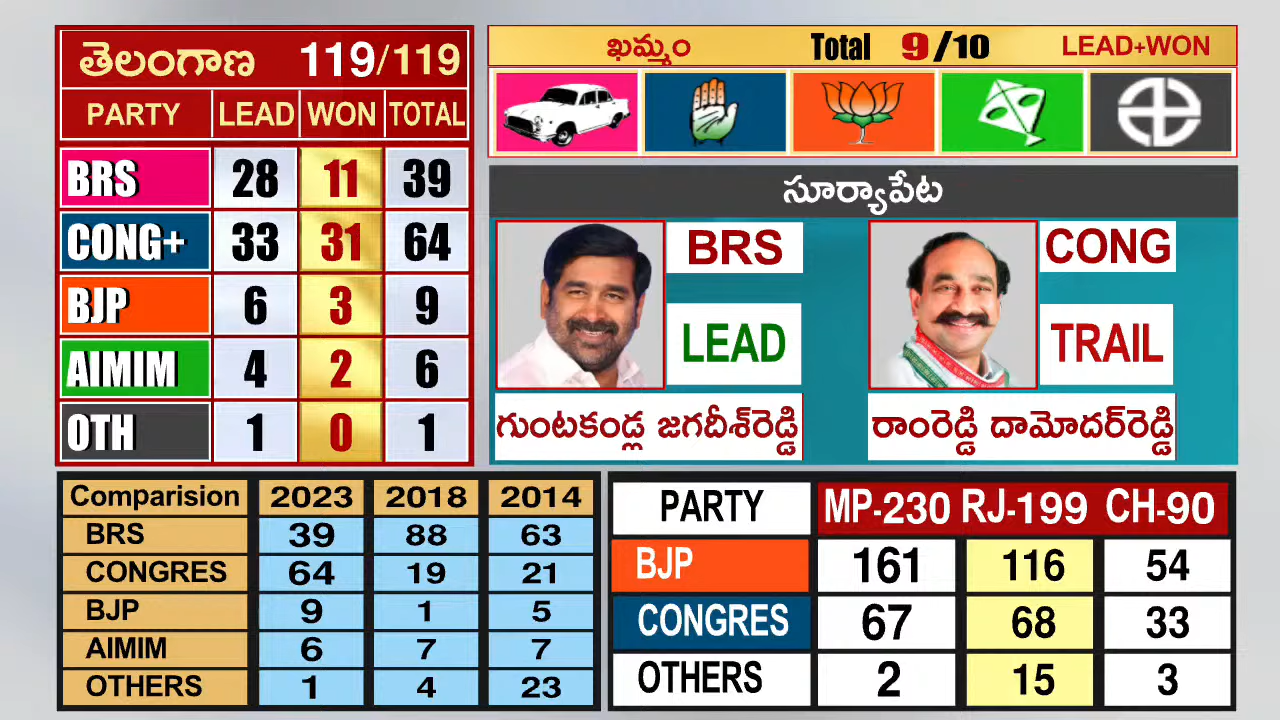 తెలంగాణ 119/119
PARTY LEAD WON TOTAL
BRS 28 11 39
CONG+ 33 31 64
BJP 6 3 9
AIMIM 4 2 6
OTH 1 0 1
ఖమ్మం Total 9/10 LEAD+WON
సూర్యాపేట
BRS CONG
LEAD TRAIL
గుంటకండ్ల జగదీశ్‌రెడ్డి రాంరెడ్డి దామోదర్‌రెడ్డి
Comparision 2023 2018 2014
BRS 39 88 63
CONGRES 64 19 21
BJP 9 1 5
AIMIM 6 7 7
OTHERS 1 4 23
PARTY MP-230 RJ-199 CH-90
BJP 161 116 54
CONGRES 67 68 33
OTHERS 2 15 3